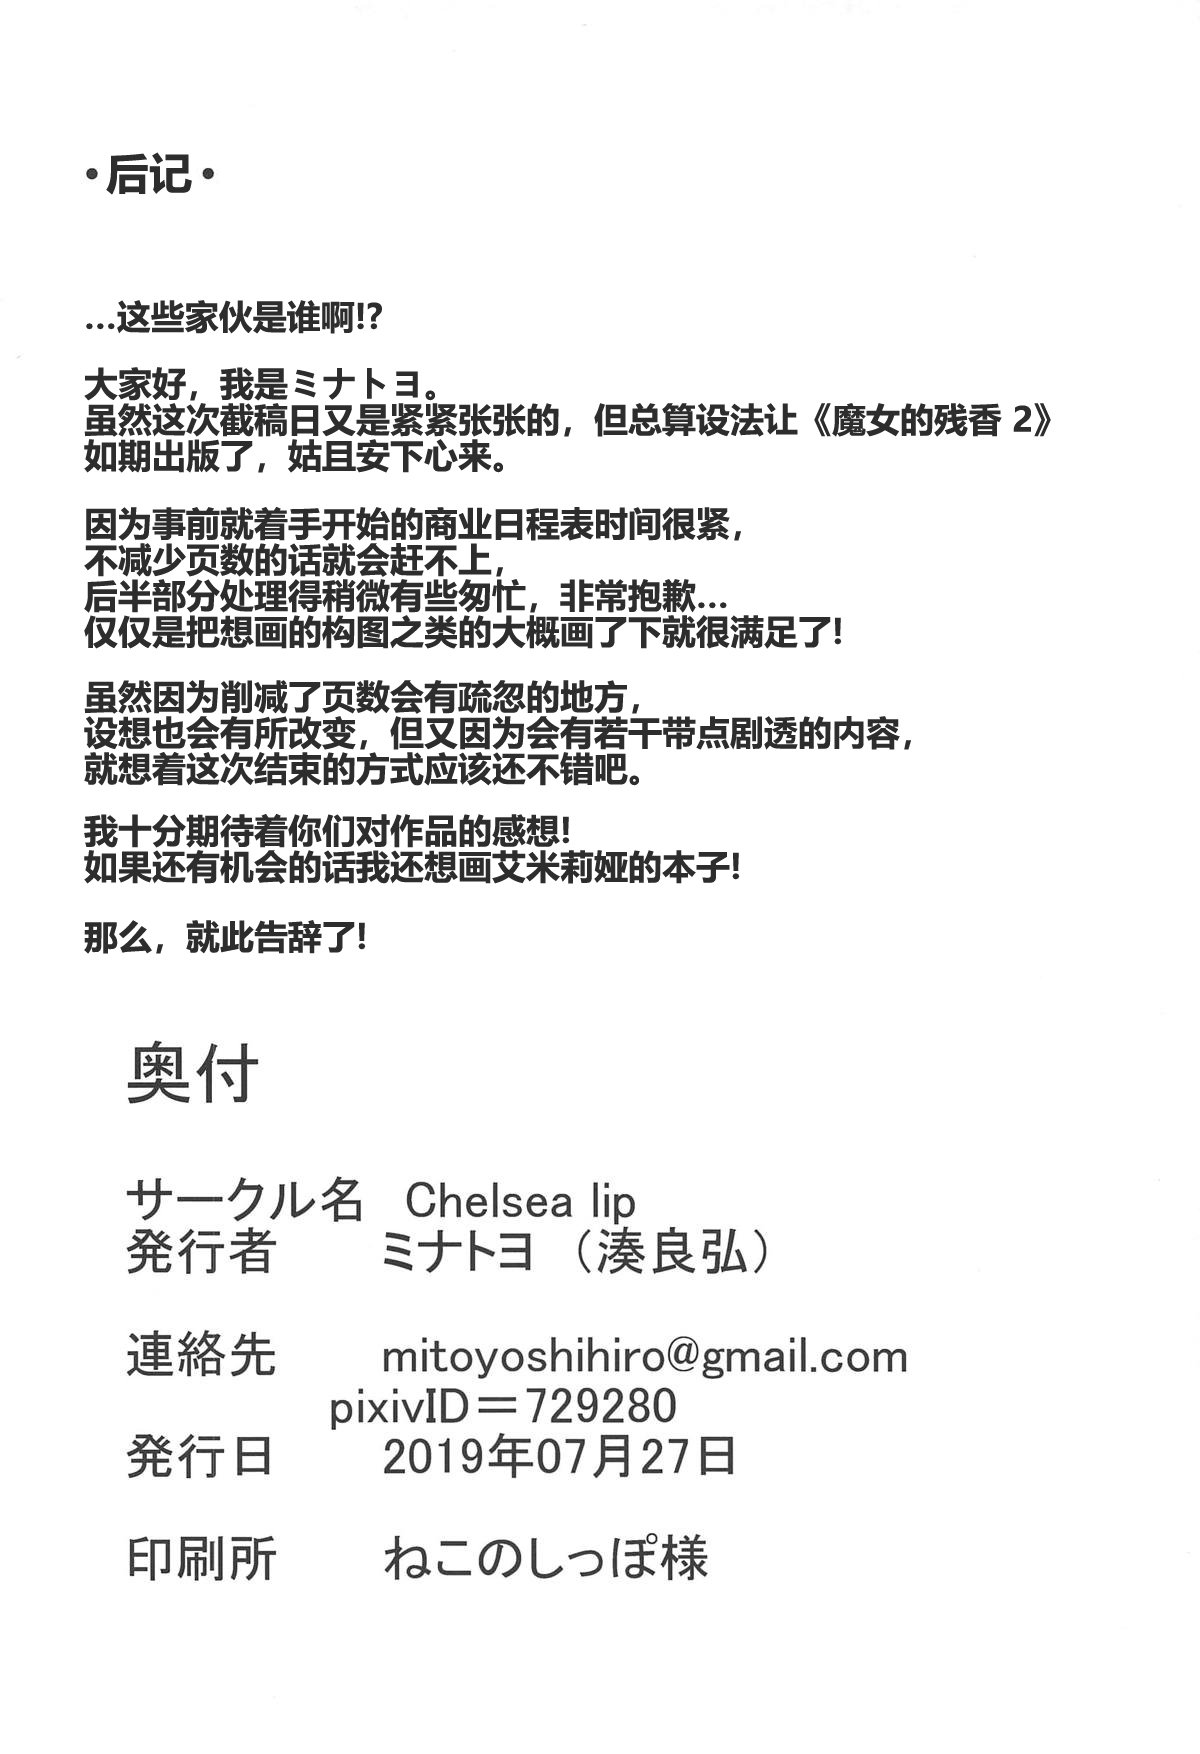 ・后记・
…这些家伙是谁啊!?
大家好，我是ミナトヨ。
虽然这次截稿日又是紧紧张张的，但总算设法让《魔女的残香 2》
如期出版了，姑且安下心来。
因为事前就着手开始的商业日程表时间很紧，
不减少页数的话就会赶不上，
后半部分处理得稍微有些匆忙，非常抱歉…
仅仅是把想画的构图之类的大概画了下就很满足了!
虽然因为削减了页数会有疏忽的地方，
设想也会有所改变，但又因为会有若干带点剧透的内容，
就想着这次结束的方式应该还不错吧。
我十分期待着你们对作品的感想!
如果还有机会的话我还想画艾米莉娅的本子!
那么，就此告辞了!
奥付
サークル名 Chelsea lip
発行者 ミナトヨ （湊良弘）
連絡先 mitoyoshihiro@gmail.com
pixivID＝729280
発行日 2019年07月27日
印刷所 ねこのしっぽ様